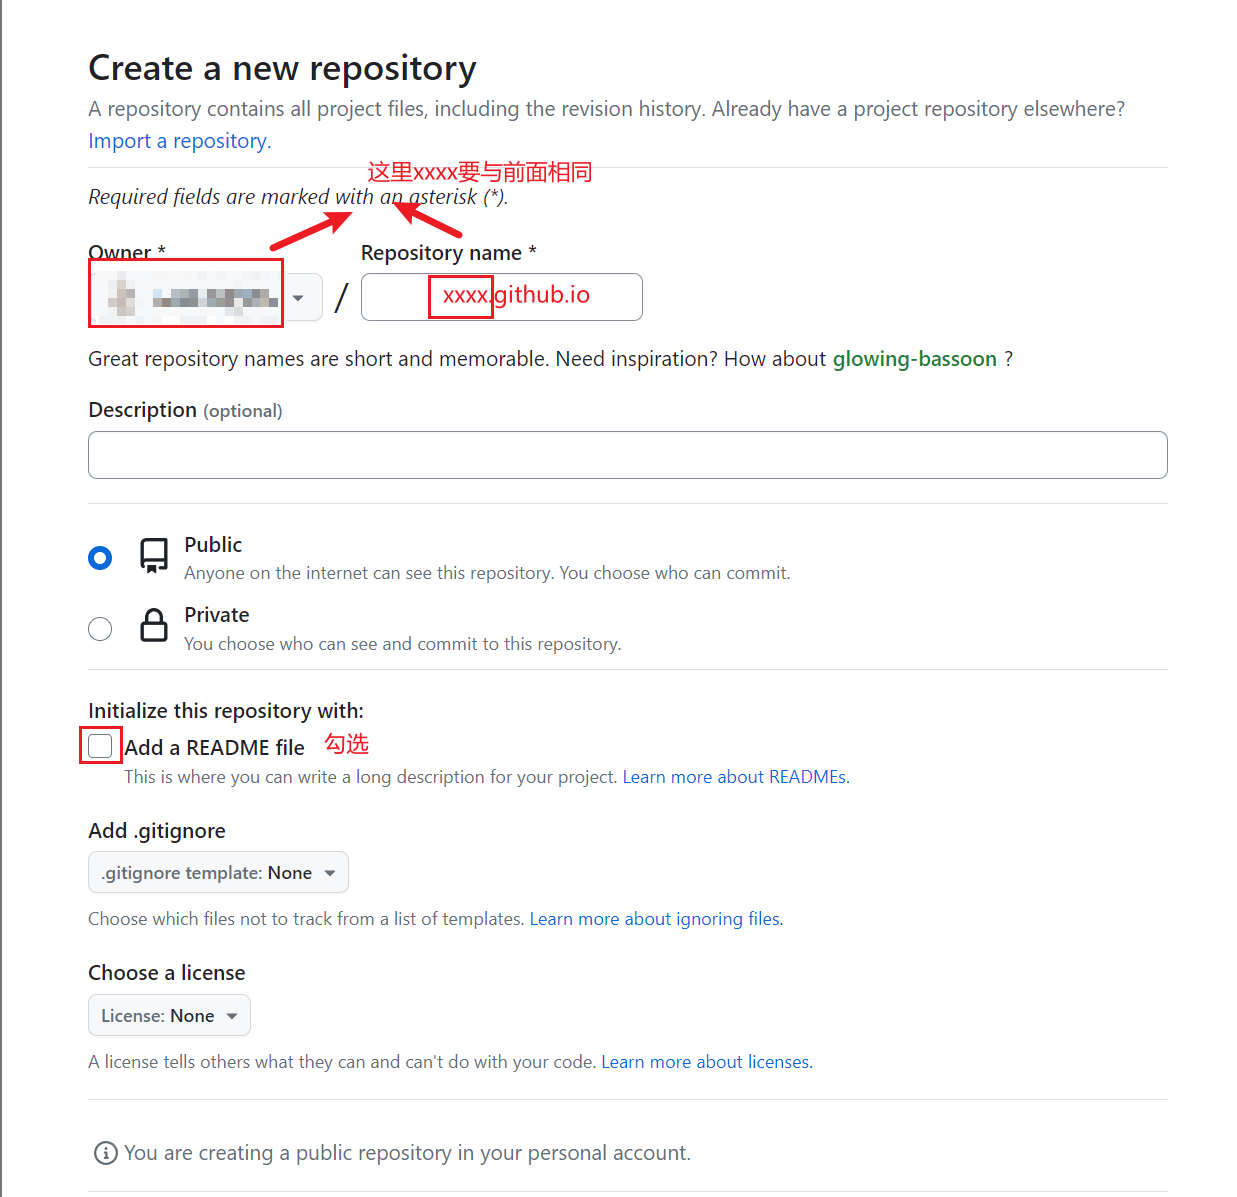 Create a new repository
A repository contains all project files, including the revision history. Already have a project repository elsewhere?
Import a repository.
这里xxxx要与前面相同
Required fields are marked with an asterisk (*).
Owner *
Repository name *
/
xxxx.github.io
Great repository names are short and memorable. Need inspiration? How about glowing-bassoon ?
Description (optional)
Public
Anyone on the internet can see this repository. You choose who can commit.
Private
You choose who can see and commit to this repository.
Initialize this repository with:
Add a README file 勾选
This is where you can write a long description for your project. Learn more about READMEs.
Add .gitignore
.gitignore template: None
Choose which files not to track from a list of templates. Learn more about ignoring files.
Choose a license
License: None
A license tells others what they can and can't do with your code. Learn more about licenses.
You are creating a public repository in your personal account.